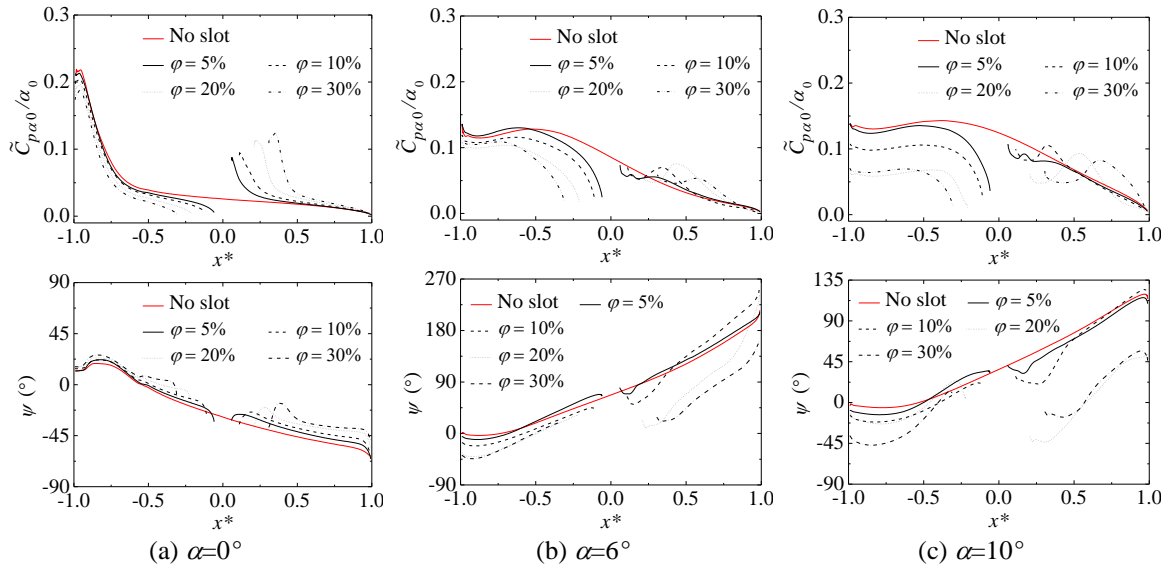 0.3
0.2
0.1
0.0
C̃pα0/α0
No slot
φ = 5%
φ = 10%
φ = 20%
φ = 30%
-1.0 -0.5 0.0 0.5 1.0
x*
0.3
0.2
0.1
0.0
C̃pα0/α0
No slot
φ = 5%
φ = 10%
φ = 20%
φ = 30%
-1.0 -0.5 0.0 0.5 1.0
x*
0.3
0.2
0.1
0.0
C̃pα0/α0
No slot
φ = 5%
φ = 10%
φ = 20%
φ = 30%
-1.0 -0.5 0.0 0.5 1.0
x*
90
45
0
-45
-90
ψ (°)
No slot
φ = 5%
φ = 10%
φ = 20%
φ = 30%
-1.0 -0.5 0.0 0.5 1.0
x*
(a) α=0°
270
180
90
0
-90
ψ (°)
No slot
φ = 5%
φ = 10%
φ = 20%
φ = 30%
-1.0 -0.5 0.0 0.5 1.0
x*
(b) α=6°
135
90
45
0
-45
-90
ψ (°)
No slot
φ = 5%
φ = 10%
φ = 20%
φ = 30%
-1.0 -0.5 0.0 0.5 1.0
x*
(c) α=10°